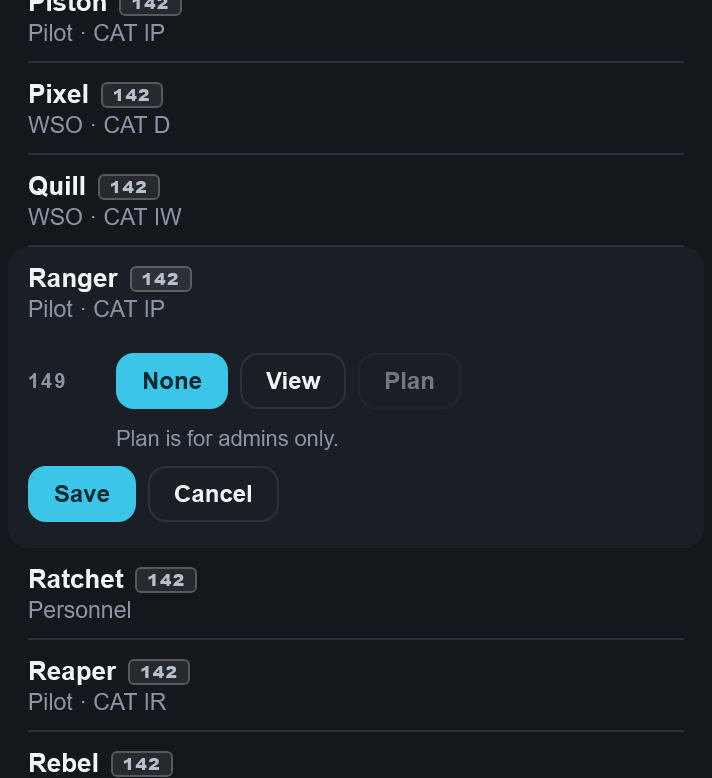 Piston 142
Pilot · CAT IP
Pixel 142
WSO · CAT D
Quill 142
WSO · CAT IW
Ranger 142
Pilot · CAT IP
149 None View Plan
Plan is for admins only.
Save Cancel
Ratchet 142
Personnel
Reaper 142
Pilot · CAT IR
Rebel 142